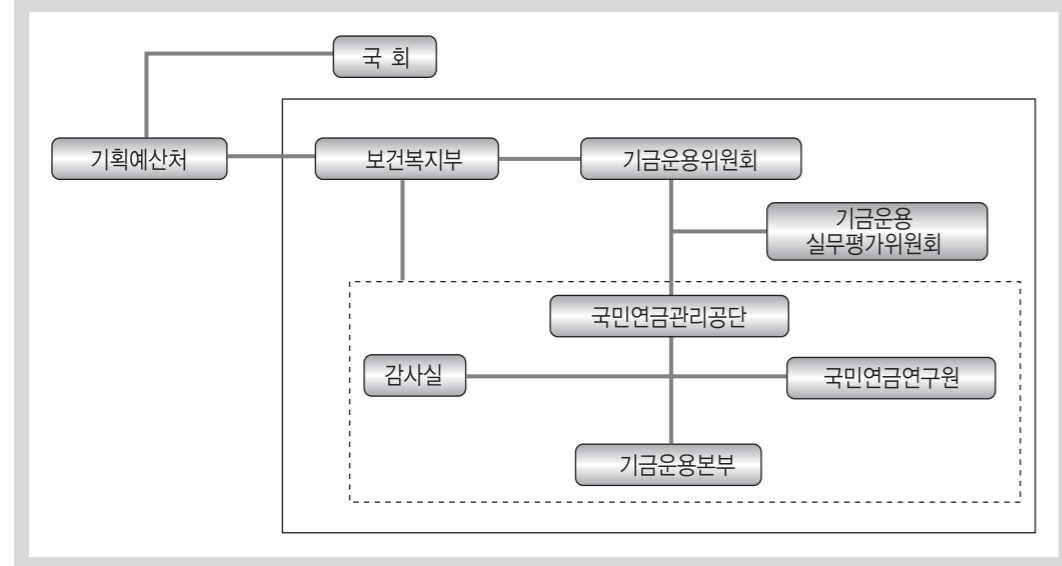 국 회
기획예산처
보건복지부
기금운용위원회
기금운용
실무평가위원회
국민연금관리공단
감사실
국민연금연구원
기금운용본부